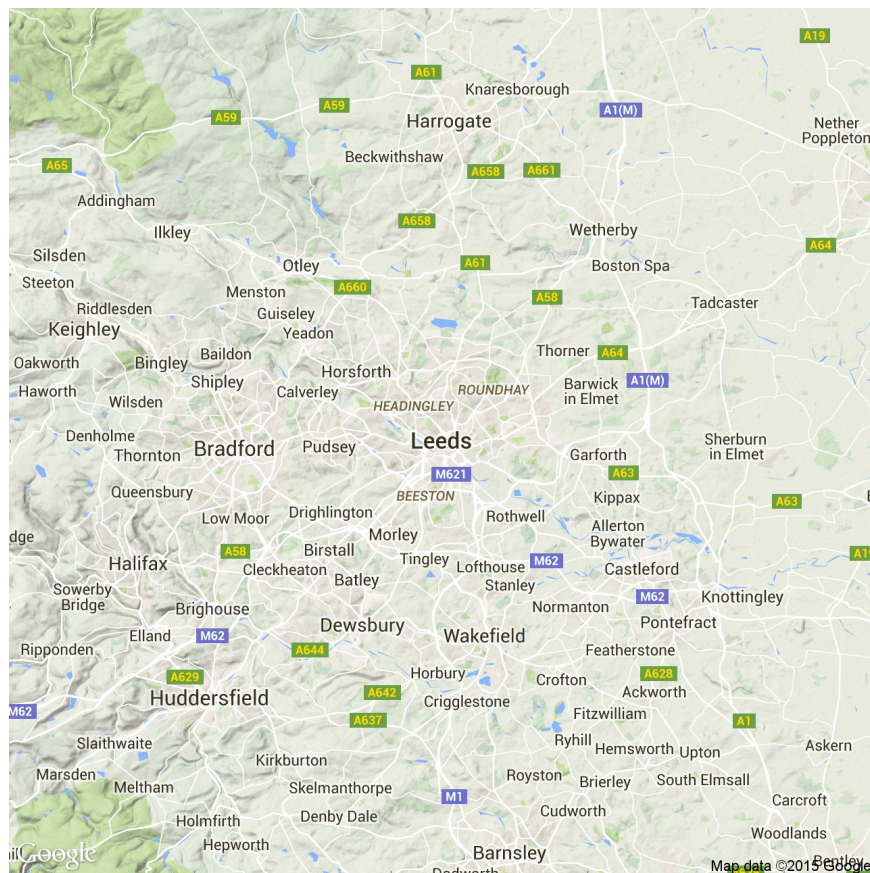 A19
A61
Knaresborough
A59
A59
A1(M)
Harrogate
Nether
Poppleton
Beckwithshaw
A65
A658
A661
Addingham
A658
Ilkley
Wetherby
A64
Silsden
Otley
A61
Boston Spa
Steeton
A660
Menston
A58
Riddlesden
Guiseley
Tadcaster
Keighley
Yeadon
Oakworth
Bingley
Baildon
Thorner
A64
Horsforth
Shipley
ROUNDHAY
A1(M)
Haworth
Calverley
Barwick
in Elmet
Wilsden
HEADINGLEY
Denholme
Bradford
Pudsey
Leeds
Sherburn
in Elmet
Thornton
Garforth
M621
A63
Queensbury
BEESTON
Kippax
A63
Low Moor
Drighlington
Rothwell
Allerton
Bywater
dge
Morley
A58
Birstall
Tingley
M62
A19
Halifax
Cleckheaton
Lofthouse
Castleford
Batley
Stanley
Sowerby
Bridge
M62
Knottingley
Brighouse
Normanton
Elland
M62
Dewsbury
Wakefield
Pontefract
Ripponden
A644
Featherstone
A629
Horbury
A628
Huddersfield
A642
Crofton
Ackworth
M62
Crigglestone
A637
Fitzwilliam
A1
Slaithwaite
Ryhill
Hemsworth
Upton
Askern
Kirkburton
Marsden
Royston
Meltham
Skelmanthorpe
Brierley
South Elmsall
M1
Carcroft
Holmfirth
Denby Dale
Cudworth
Woodlands
Hepworth
Barnsley
Google
Bentley
Map data ©2015 Google
Dodworth